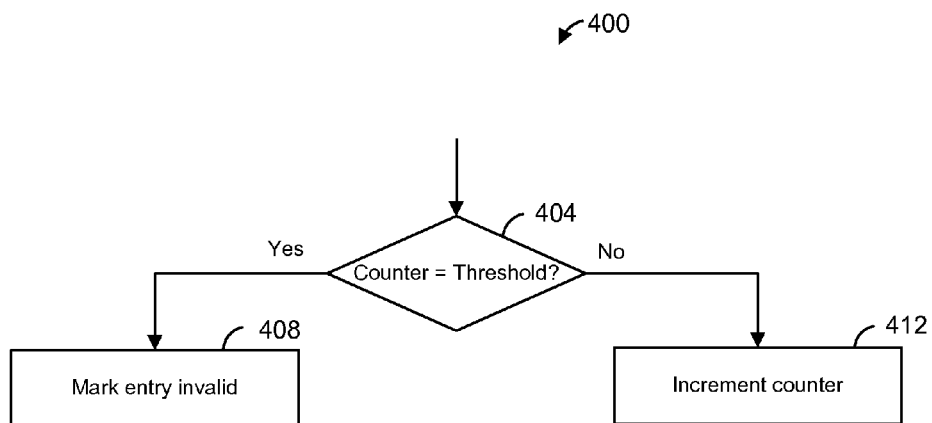 400
404
Yes
No
Counter = Threshold?
408
412
Mark entry invalid
Increment counter